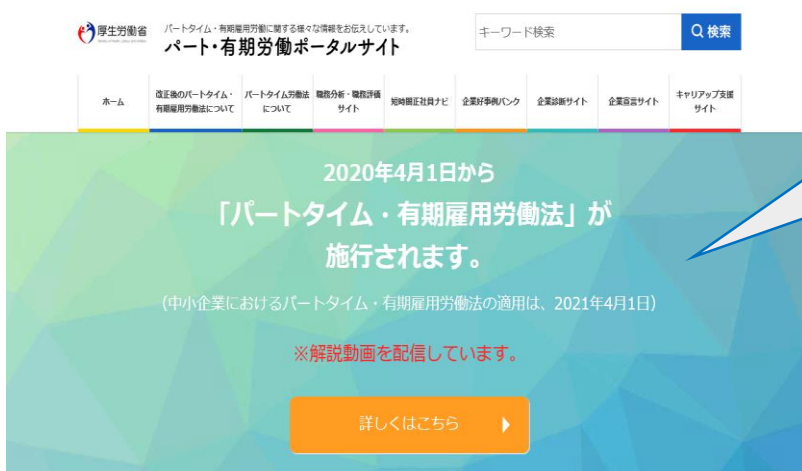 厚生労働省
パートタイム・有期雇用労働に関する様々な情報をお伝えしています。
パート・有期労働ポータルサイト
キーワード検索
検索
ホーム
改正後のパートタイム・
有期雇用労働法について
パートタイム労働法
について
職務分析・職務評価
サイト
短時間正社員ナビ
企業好事例バンク
企業診断サイト
企業宣言サイト
キャリアップ支援
サイト
2020年4月1日から
「パートタイム・有期雇用労働法」が
施行されます。
（中小企業におけるパートタイム・有期雇用労働法の適用は、2021年4月1日）
※解説動画を配信しています。
詳しくはこちら